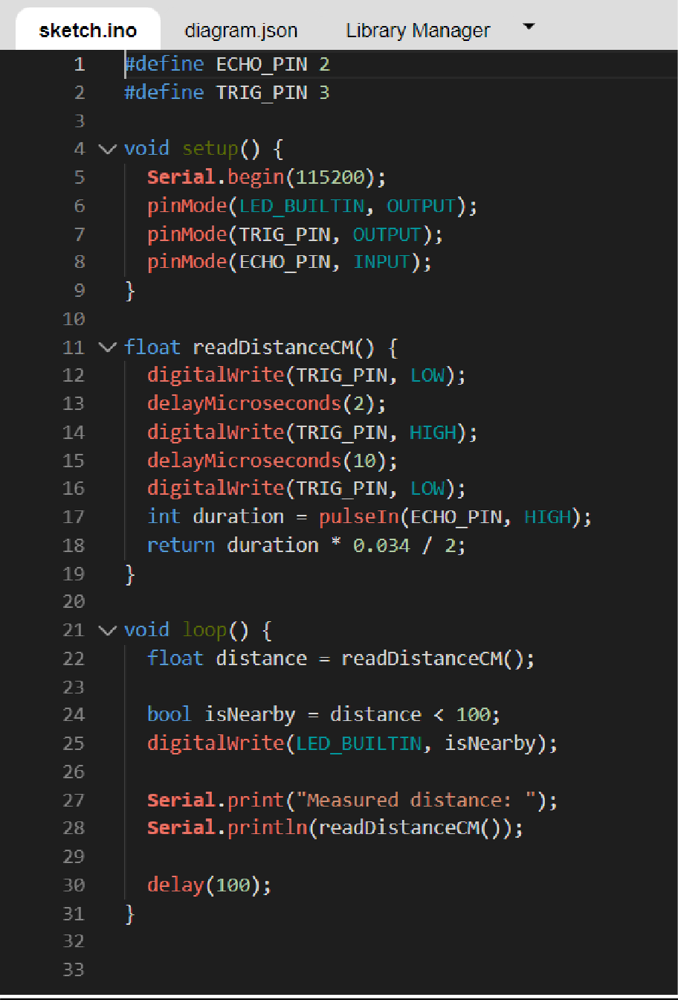 sketch.ino diagram.json Library Manager
1 #define ECHO_PIN 2
2 #define TRIG_PIN 3
3
4 void setup() {
5 Serial.begin(115200);
6 pinMode(LED_BUILTIN, OUTPUT);
7 pinMode(TRIG_PIN, OUTPUT);
8 pinMode(ECHO_PIN, INPUT);
9 }
10
11 float readDistanceCM() {
12 digitalWrite(TRIG_PIN, LOW);
13 delayMicroseconds(2);
14 digitalWrite(TRIG_PIN, HIGH);
15 delayMicroseconds(10);
16 digitalWrite(TRIG_PIN, LOW);
17 int duration = pulseIn(ECHO_PIN, HIGH);
18 return duration * 0.034 / 2;
19 }
20
21 void loop() {
22 float distance = readDistanceCM();
23
24 bool isNearby = distance < 100;
25 digitalWrite(LED_BUILTIN, isNearby);
26
27 Serial.print("Measured distance: ");
28 Serial.println(readDistanceCM());
29
30 delay(100);
31 }
32
33